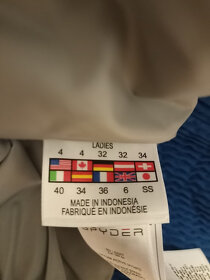 LADIES
4 4 32 32 34
40 34 36 6 SS
MADE IN INDONESIA
FABRIQUÉ EN INDONÉSIE
SPYDER